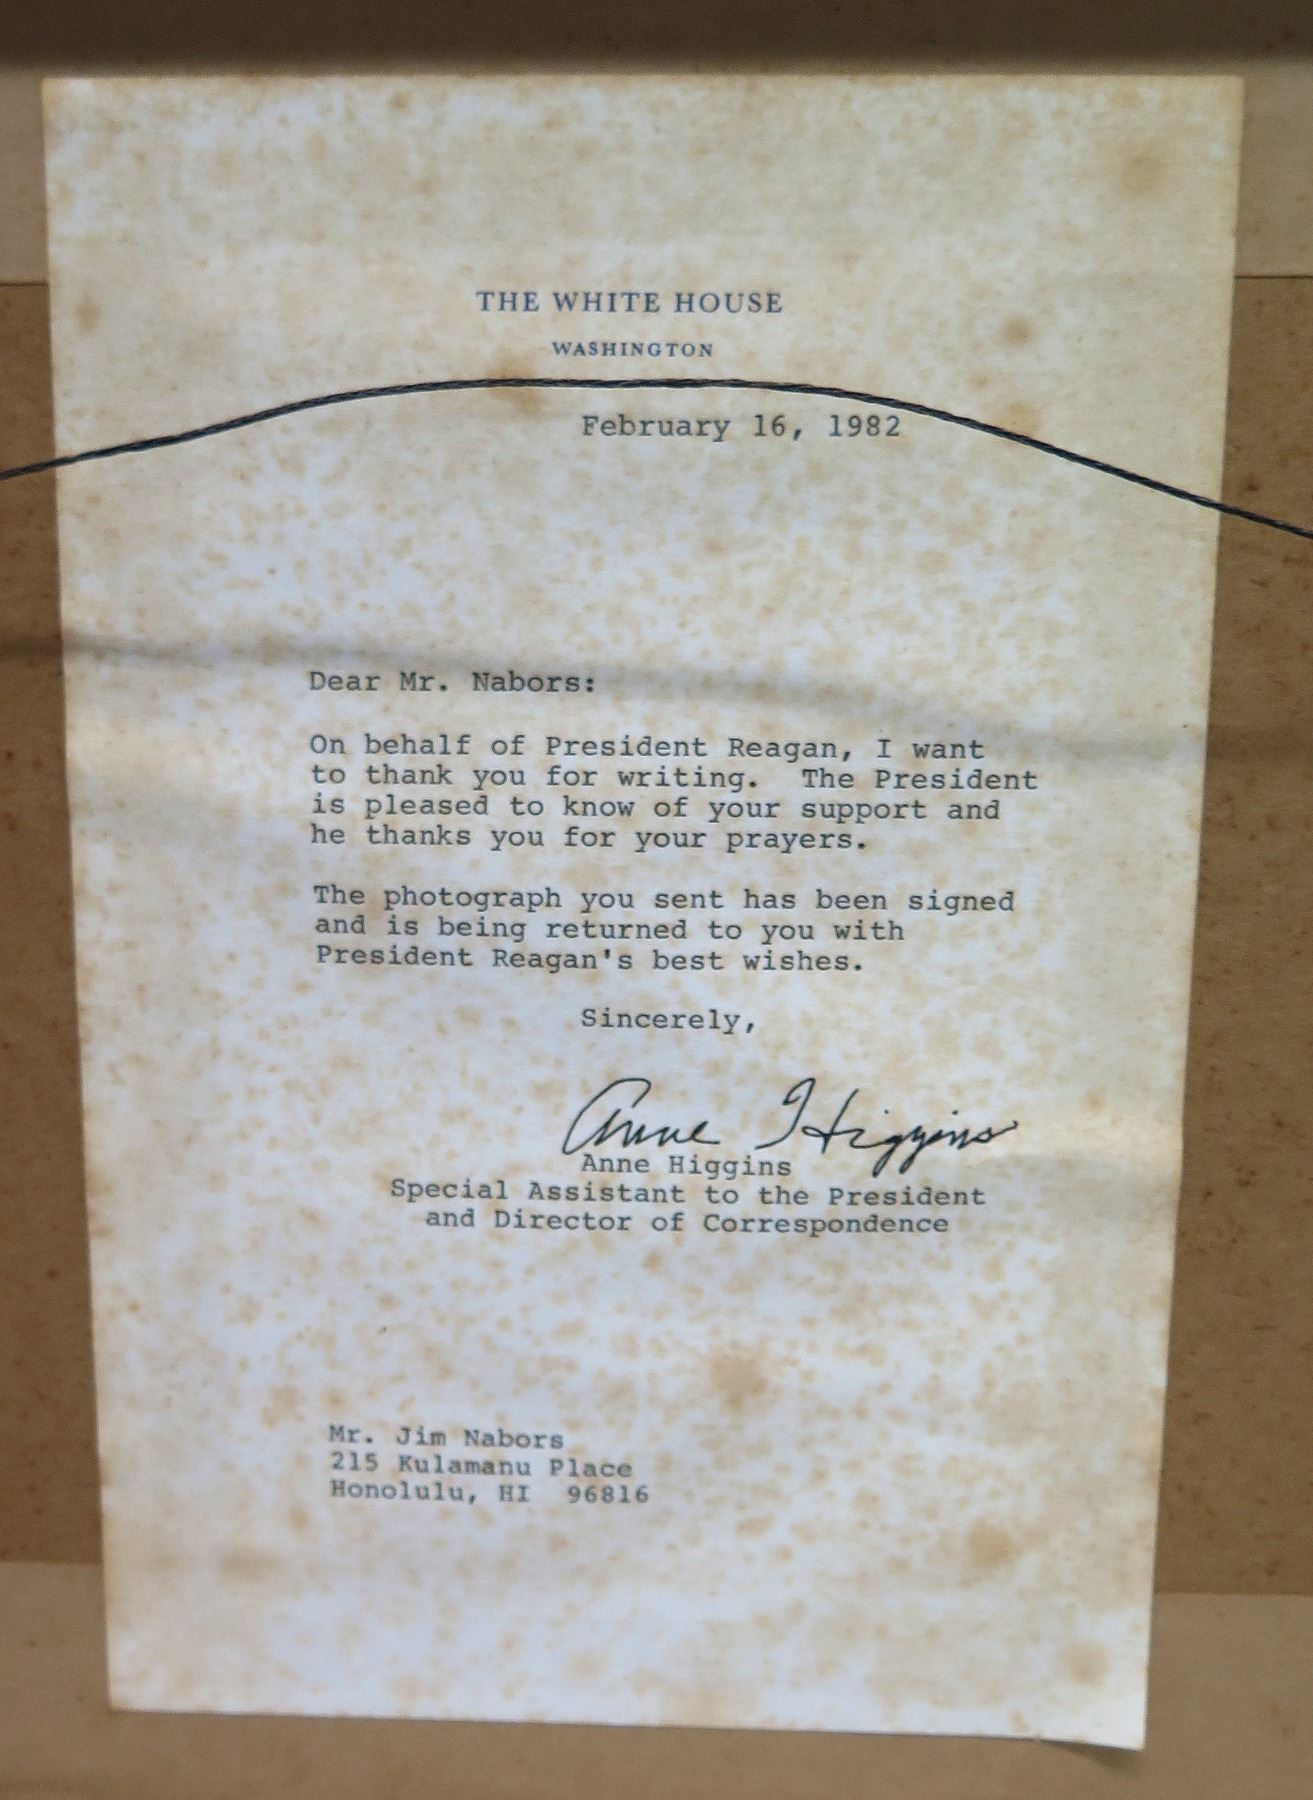 THE WHITE HOUSE
WASHINGTON
February 16, 1982
Dear Mr. Nabors:
On behalf of President Reagan, I want
to thank you for writing.  The President
is pleased to know of your support and
he thanks you for your prayers.
The photograph you sent has been signed
and is being returned to you with
President Reagan's best wishes.
Sincerely,
Anne Higgins
Anne Higgins
Special Assistant to the President
and Director of Correspondence
Mr. Jim Nabors
215 Kulamanu Place
Honolulu, HI  96816